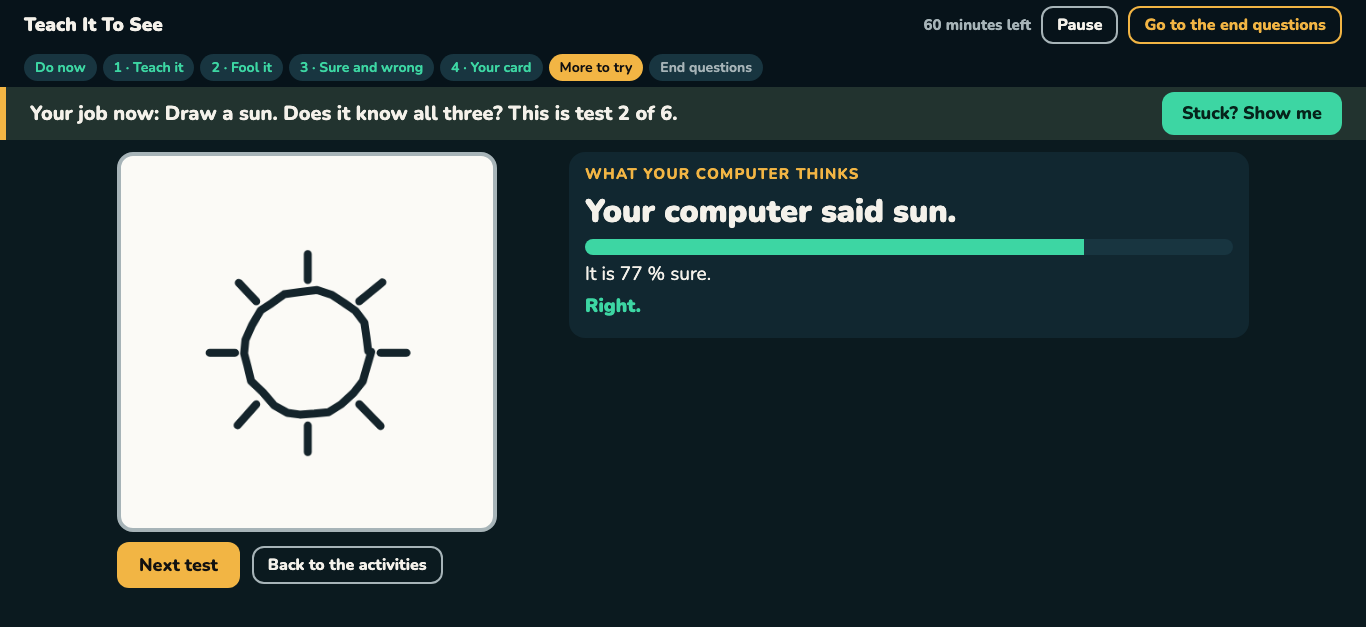 Teach It To See
60 minutes left
Pause
Go to the end questions
Do now
1 · Teach it
2 · Fool it
3 · Sure and wrong
4 · Your card
More to try
End questions
Your job now: Draw a sun. Does it know all three? This is test 2 of 6.
Stuck? Show me
WHAT YOUR COMPUTER THINKS
Your computer said sun.
It is 77 % sure.
Right.
Next test
Back to the activities